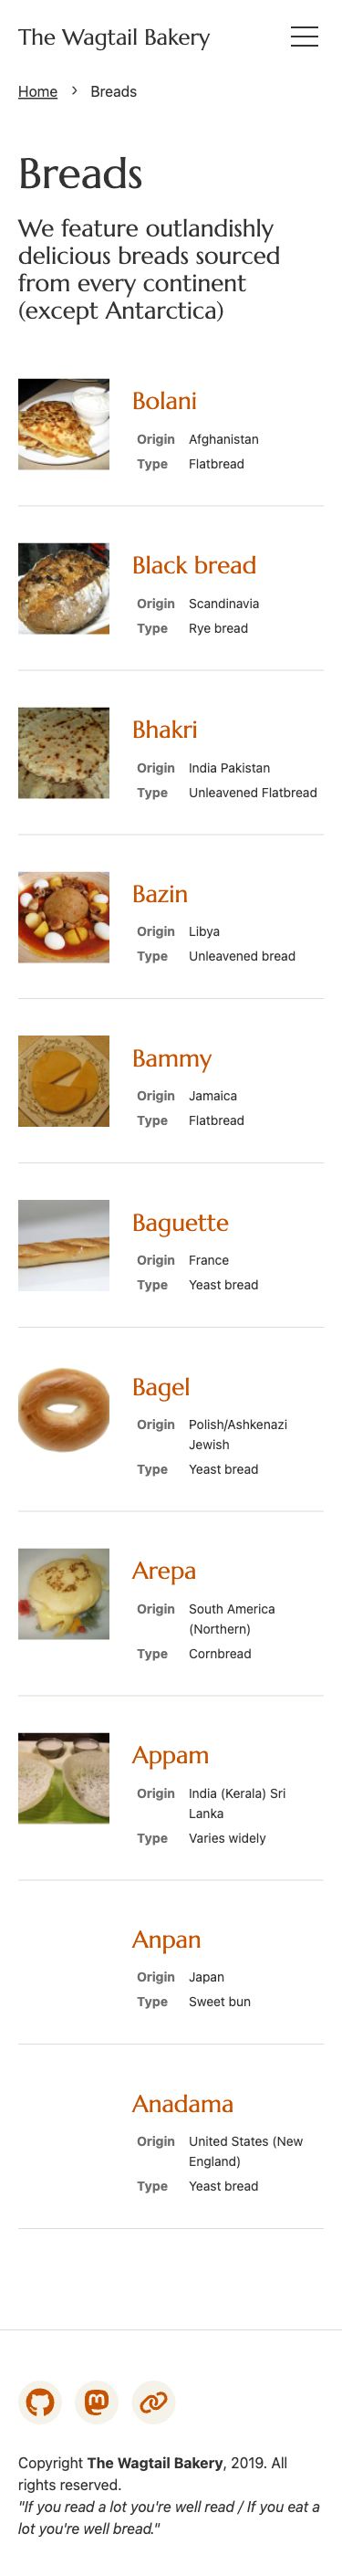 The Wagtail Bakery
Home > Breads
Breads
We feature outlandishly
delicious breads sourced
from every continent
(except Antarctica)
Bolani
Origin Afghanistan
Type Flatbread
Black bread
Origin Scandinavia
Type Rye bread
Bhakri
Origin India Pakistan
Type Unleavened Flatbread
Bazin
Origin Libya
Type Unleavened bread
Bammy
Origin Jamaica
Type Flatbread
Baguette
Origin France
Type Yeast bread
Bagel
Origin Polish/Ashkenazi
Jewish
Type Yeast bread
Arepa
Origin South America
(Northern)
Type Cornbread
Appam
Origin India (Kerala) Sri
Lanka
Type Varies widely
Anpan
Origin Japan
Type Sweet bun
Anadama
Origin United States (New
England)
Type Yeast bread
Copyright The Wagtail Bakery, 2019. All
rights reserved.
"If you read a lot you're well read / If you eat a
lot you're well bread."